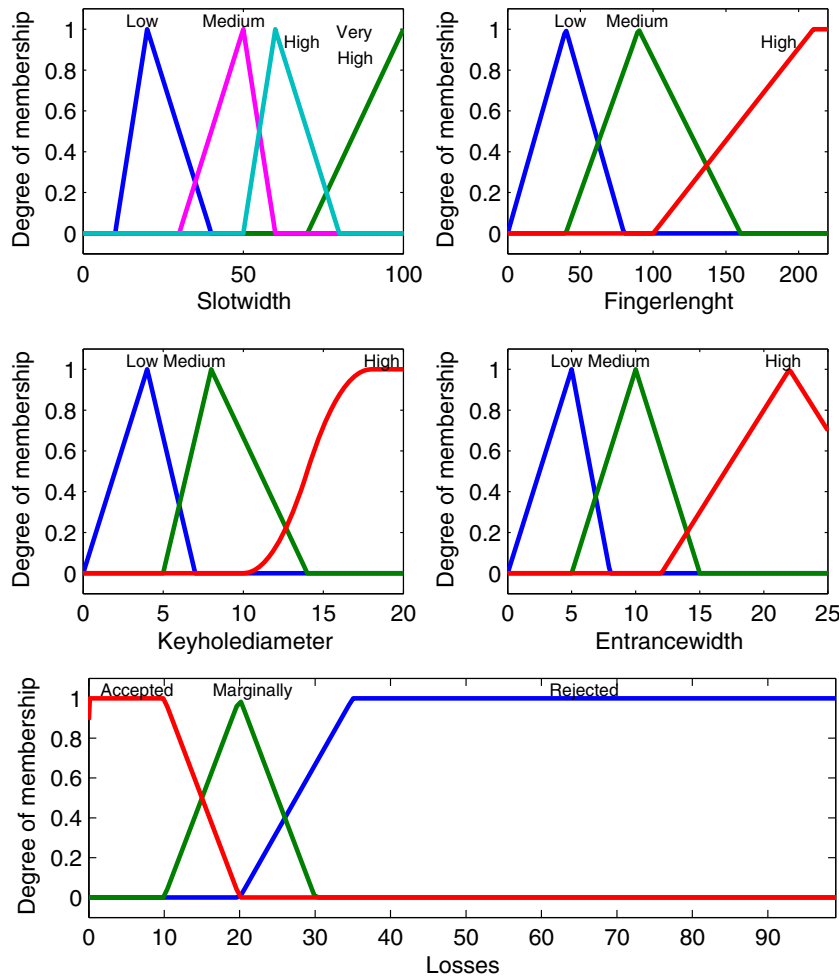 Low Medium High Very High
Degree of membership
1
0.8
0.6
0.4
0.2
0
0 50 100
Slotwidth
Low Medium High
Degree of membership
1
0.8
0.6
0.4
0.2
0
0 50 100 150 200
Fingerlenght
Low Medium High
Degree of membership
1
0.8
0.6
0.4
0.2
0
0 5 10 15 20
Keyholediameter
Low Medium High
Degree of membership
1
0.8
0.6
0.4
0.2
0
0 5 10 15 20 25
Entrancewidth
Accepted Marginally Rejected
Degree of membership
1
0.8
0.6
0.4
0.2
0
0 10 20 30 40 50 60 70 80 90
Losses